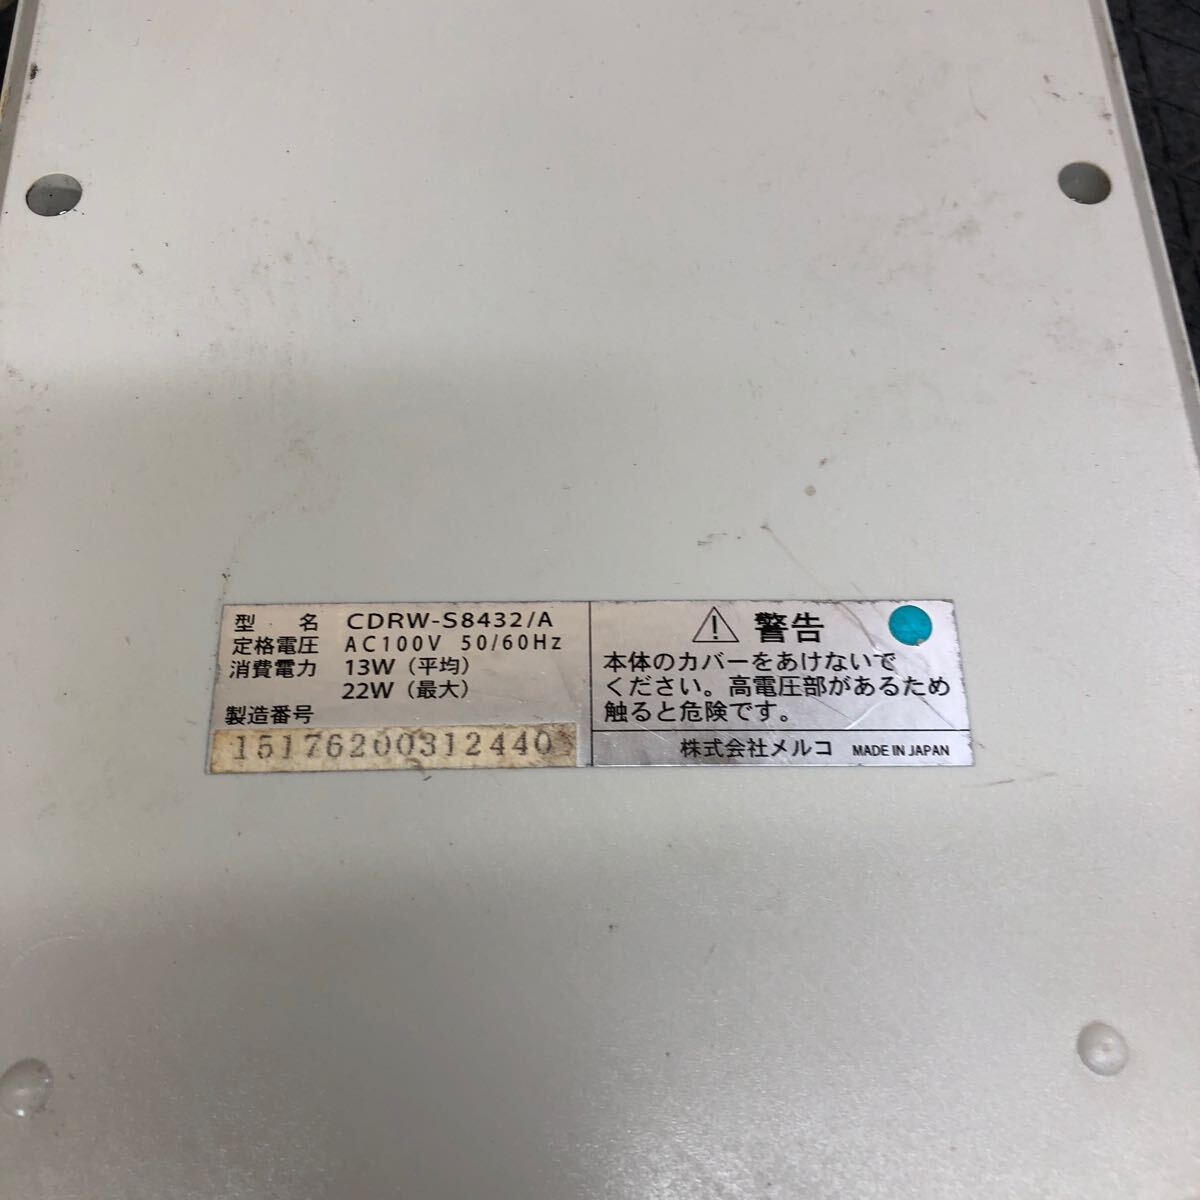 型 名 CDRW-S8432/A
定格電圧 AC100V 50/60Hz
消費電力 13W（平均）
22W（最大）
製造番号
15176200312440
警告
本体のカバーをあけないで
ください。高電圧部があるため
触ると危険です。
株式会社メルコ MADE IN JAPAN